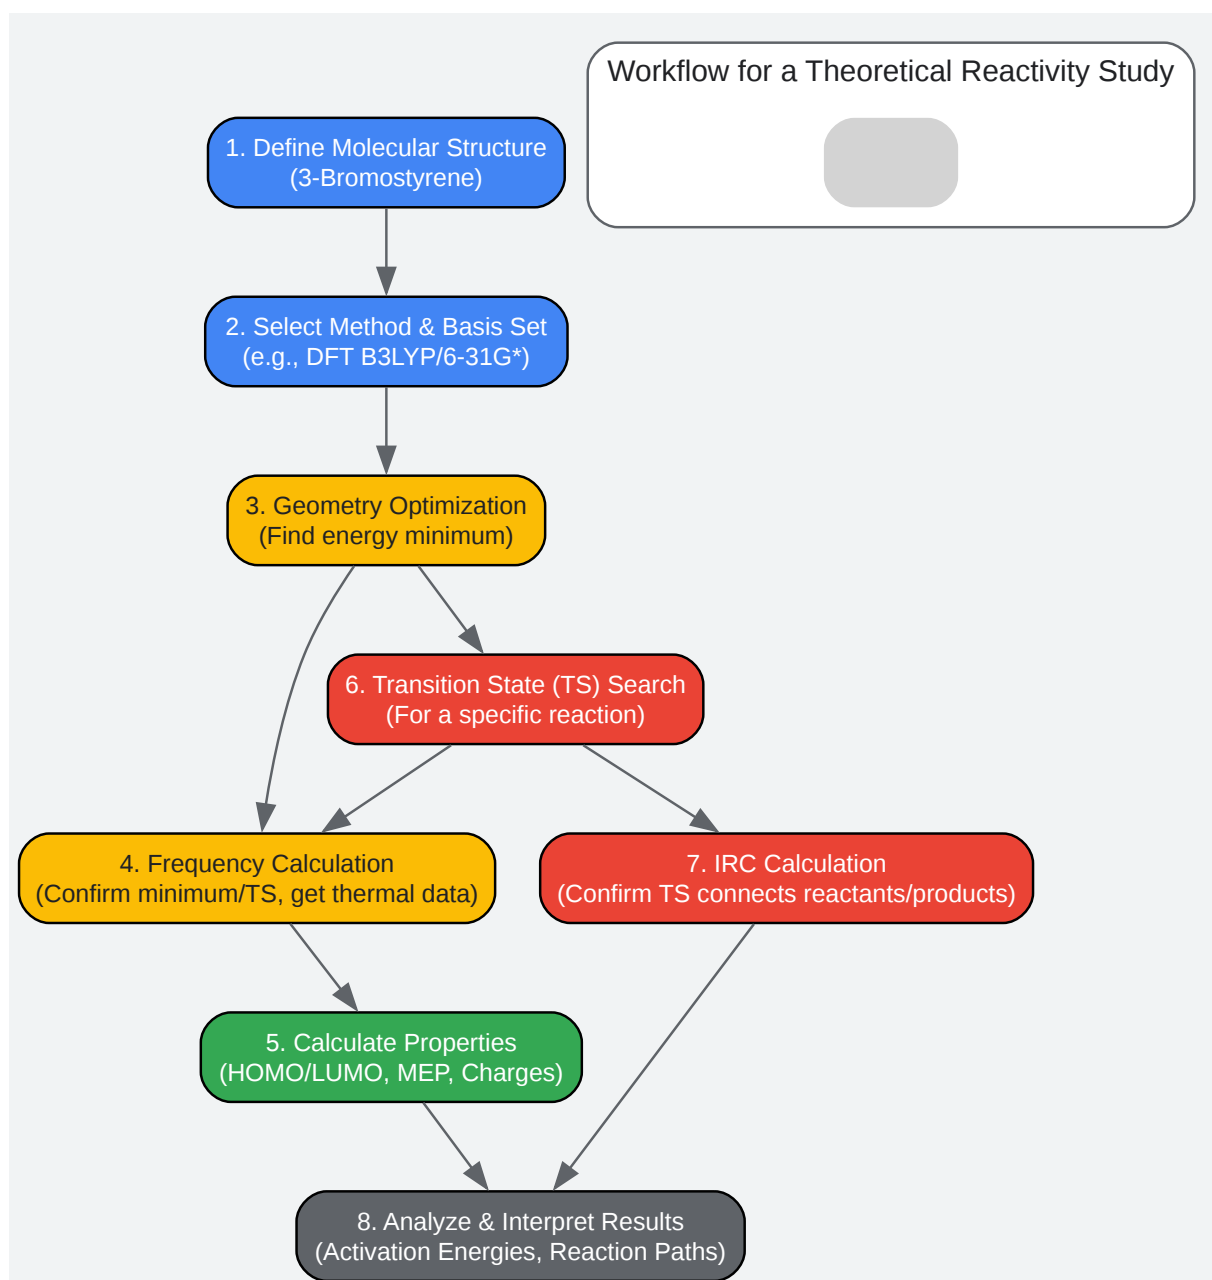 Workflow for a Theoretical Reactivity Study
1. Define Molecular Structure
(3-Bromostyrene)
2. Select Method & Basis Set
(e.g., DFT B3LYP/6-31G*)
3. Geometry Optimization
(Find energy minimum)
6. Transition State (TS) Search
(For a specific reaction)
4. Frequency Calculation
(Confirm minimum/TS, get thermal data)
7. IRC Calculation
(Confirm TS connects reactants/products)
5. Calculate Properties
(HOMO/LUMO, MEP, Charges)
8. Analyze & Interpret Results
(Activation Energies, Reaction Paths)